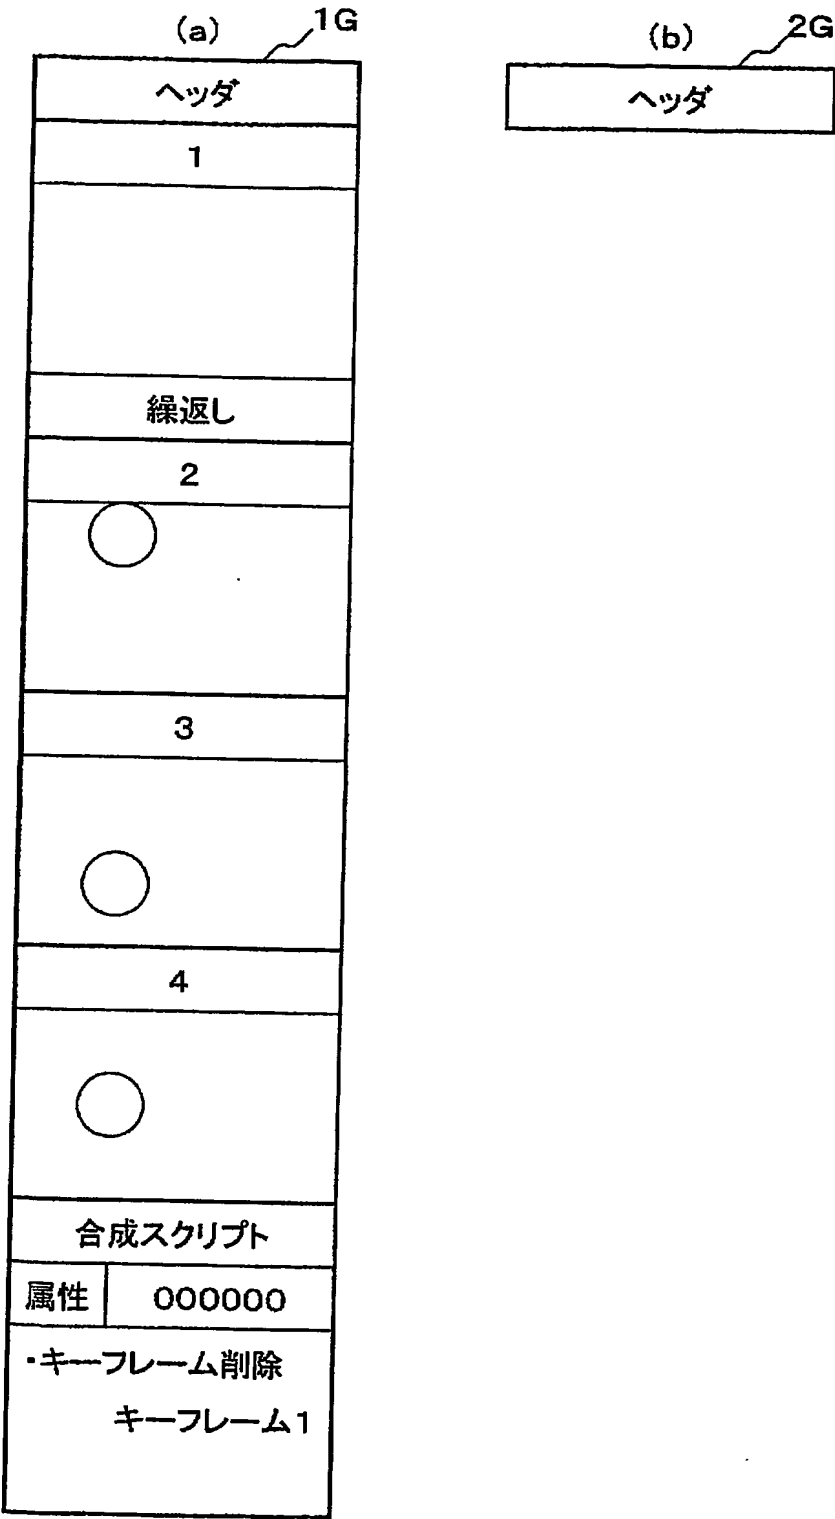 (a)
1G
ヘッダ
1
繰返し
2
3
4
合成スクリプト
属性
000000
・キーフレーム削除
キーフレーム1
(b)
2G
ヘッダ